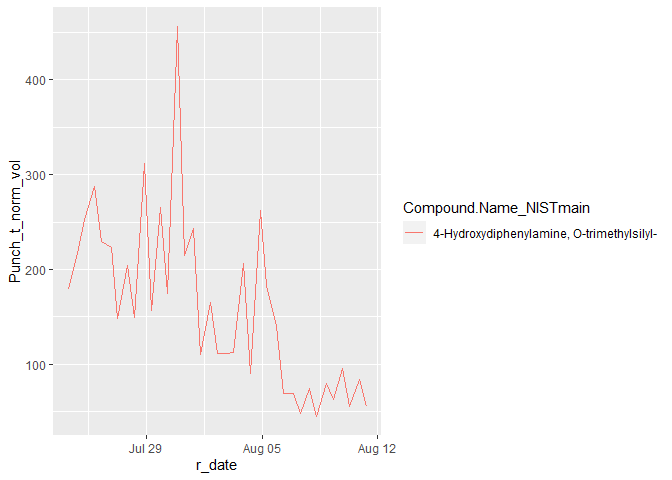 400
300
200
100
Punch_t_norm_vol
Jul 29
Aug 05
Aug 12
r_date
Compound.Name_NISTmain
4-Hydroxydiphenylamine, O-trimethylsilyl-